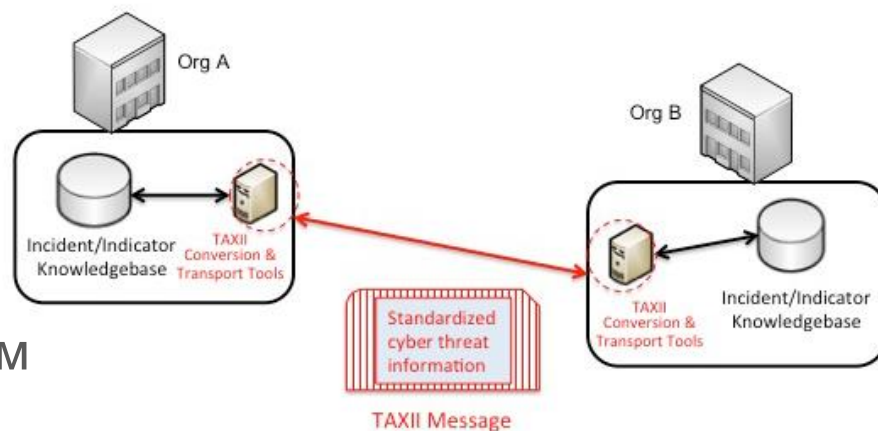 Org A
Org B
Incident/Indicator
Knowledgebase
TAXII
Conversion &
Transport Tools
TAXII
Conversion &
Transport Tools
Incident/Indicator
Knowledgebase
Standardized
cyber threat
information
TAXII Message
M